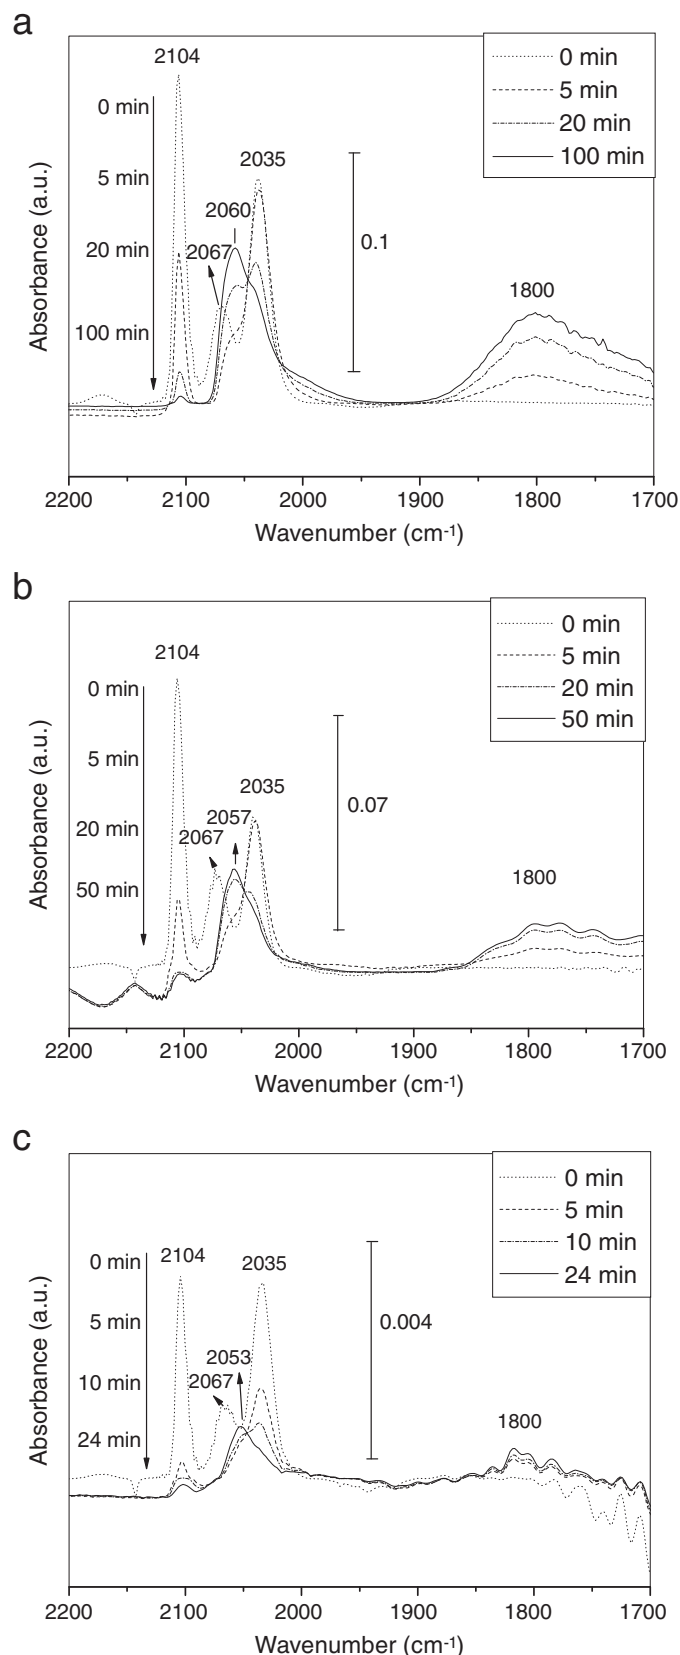 a
2104
0 min
5 min
20 min
100 min
0 min
5 min
20 min
100 min
2035
2060
2067
0.1
1800
Absorbance (a.u.)
2200 2100 2000 1900 1800 1700
Wavenumber (cm-1)
b
2104
0 min
5 min
20 min
50 min
0 min
5 min
20 min
50 min
2035
2057
2067
0.07
1800
Absorbance (a.u.)
2200 2100 2000 1900 1800 1700
Wavenumber (cm-1)
c
2104
2035
0 min
5 min
10 min
24 min
0 min
5 min
10 min
24 min
0.004
2053
2067
1800
Absorbance (a.u.)
2200 2100 2000 1900 1800 1700
Wavenumber (cm-1)